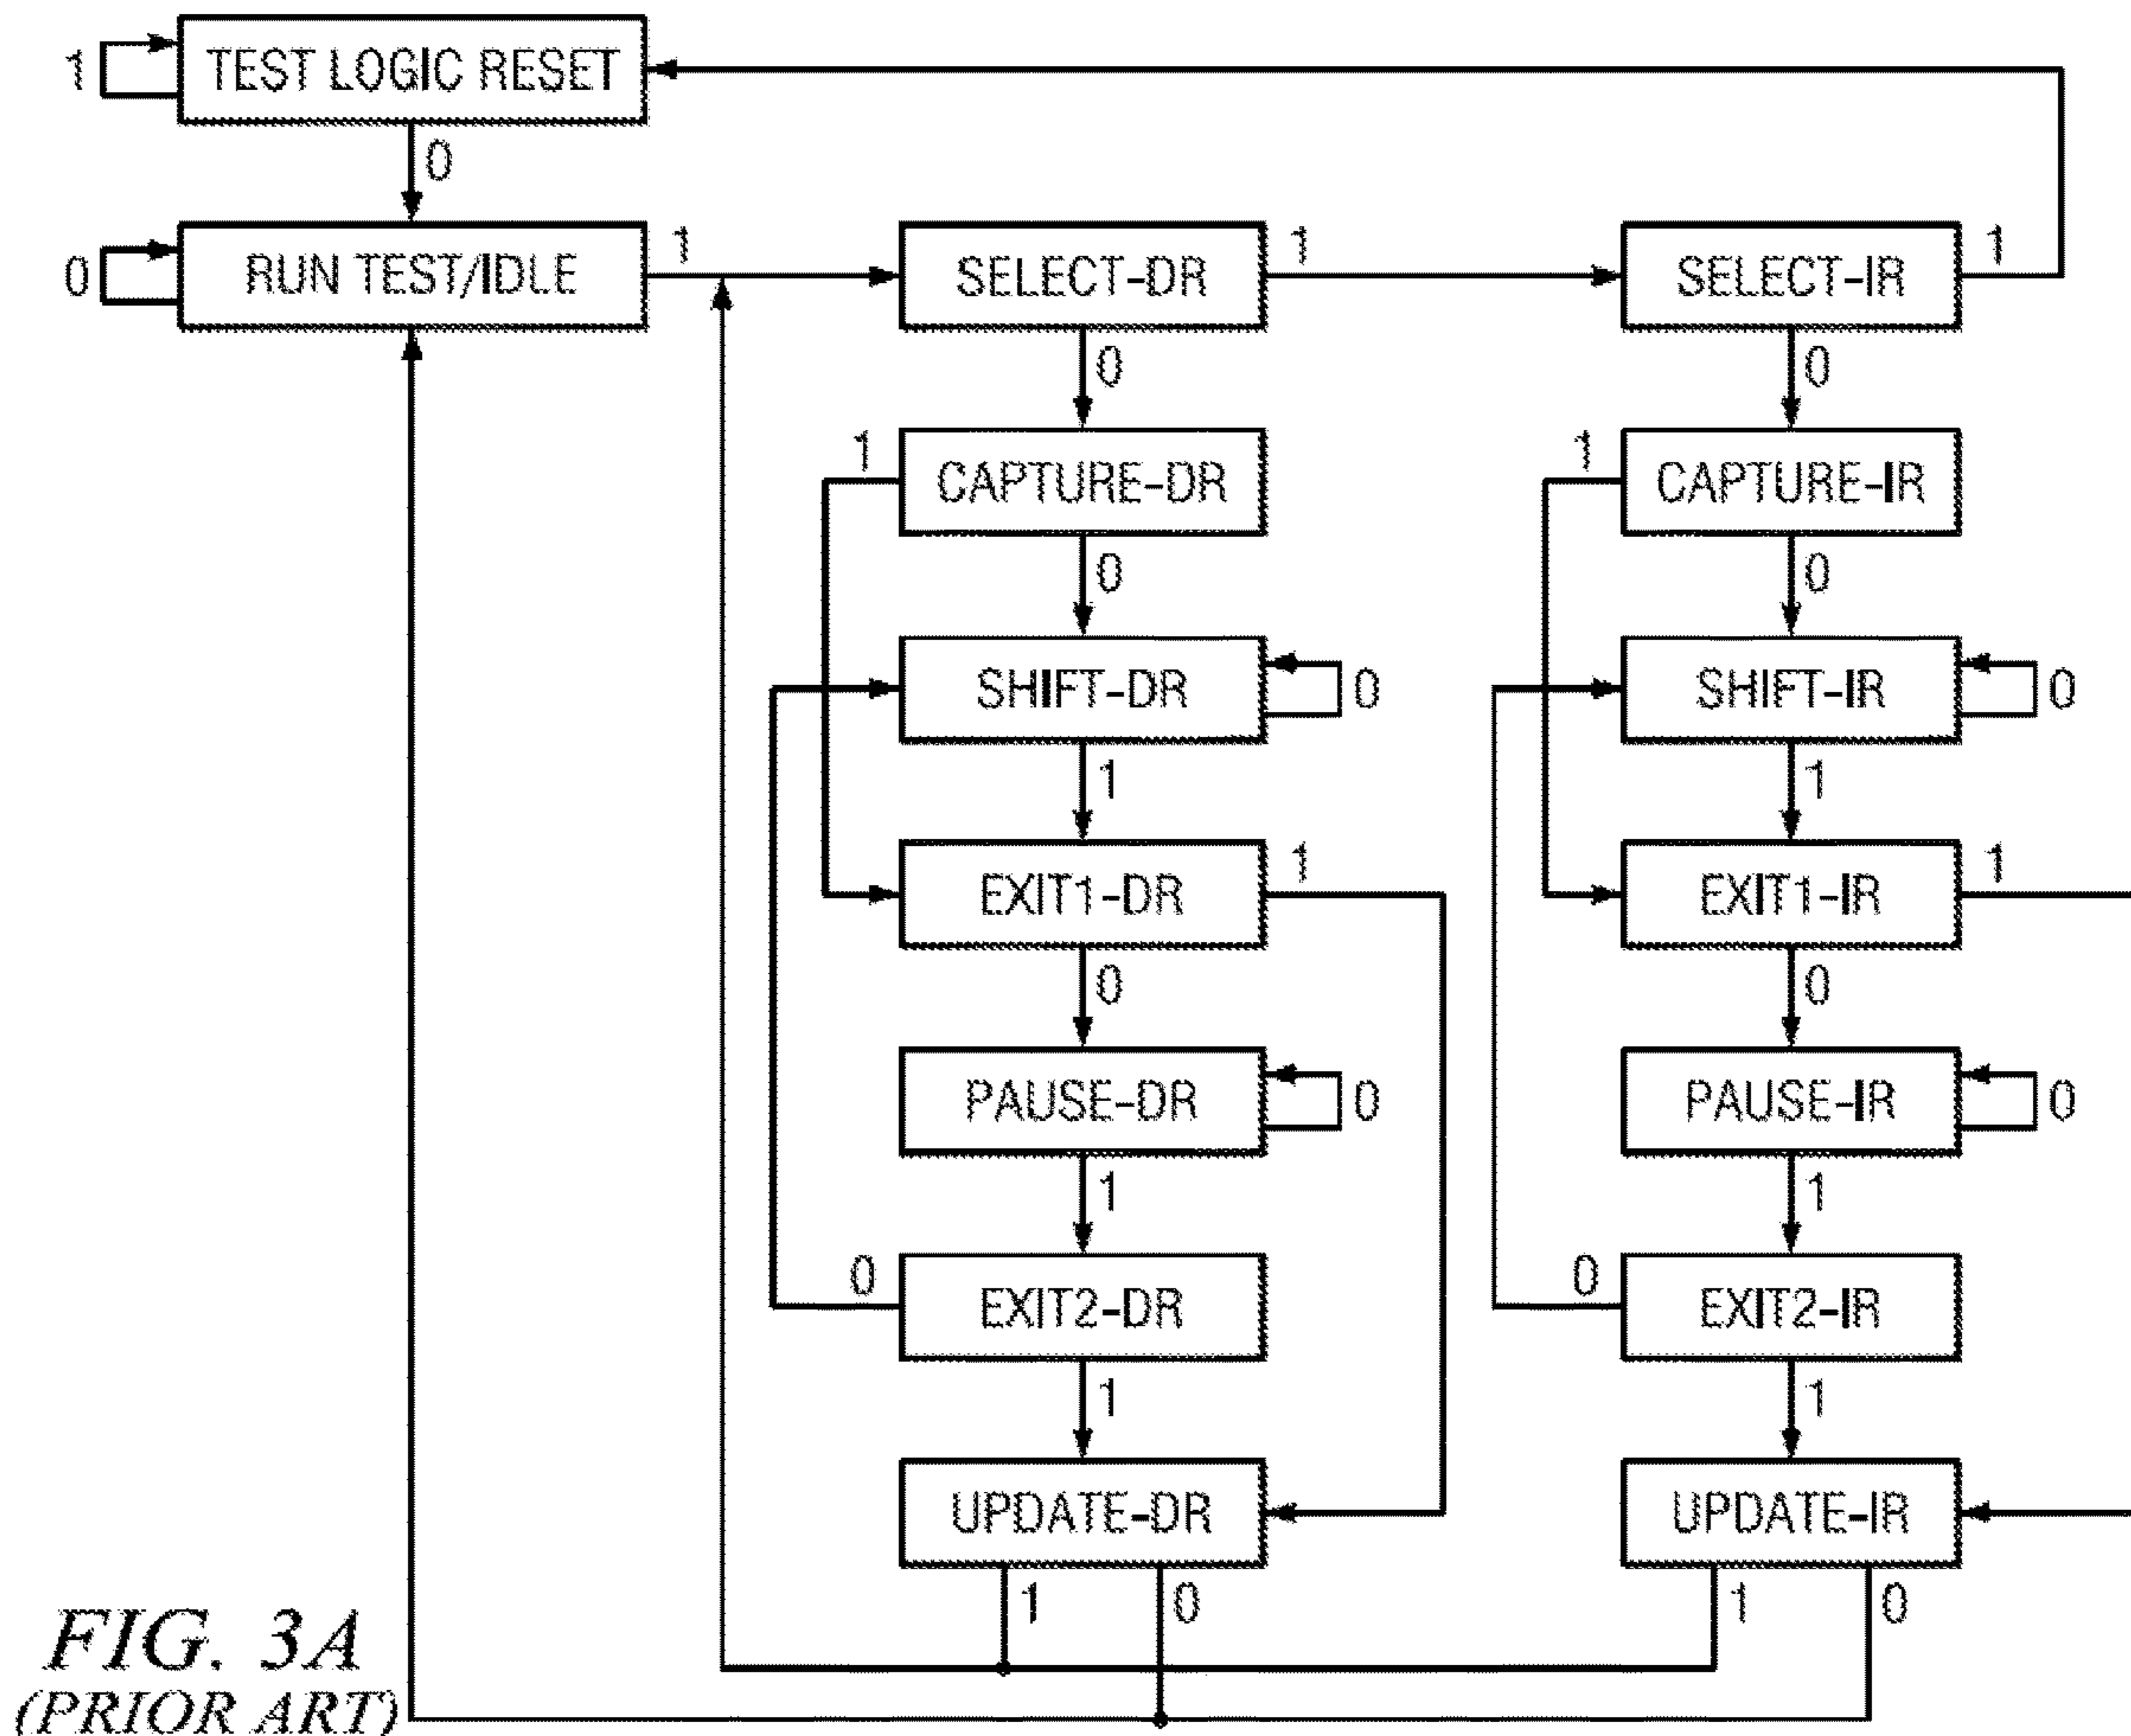 1 TEST LOGIC RESET
0
0 RUN TEST/IDLE 1 SELECT-DR 1 SELECT-IR 1
0 0
1 CAPTURE-DR 1 CAPTURE-IR
0 0
SHIFT-DR 0 SHIFT-IR 0
1 1
EXIT1-DR 1 EXIT1-IR 1
0 0
PAUSE-DR 0 PAUSE-IR 0
1 1
0 EXIT2-DR 0 EXIT2-IR
1 1
UPDATE-DR UPDATE-IR
1 0 1 0
FIG. 3A
(PRIOR ART)